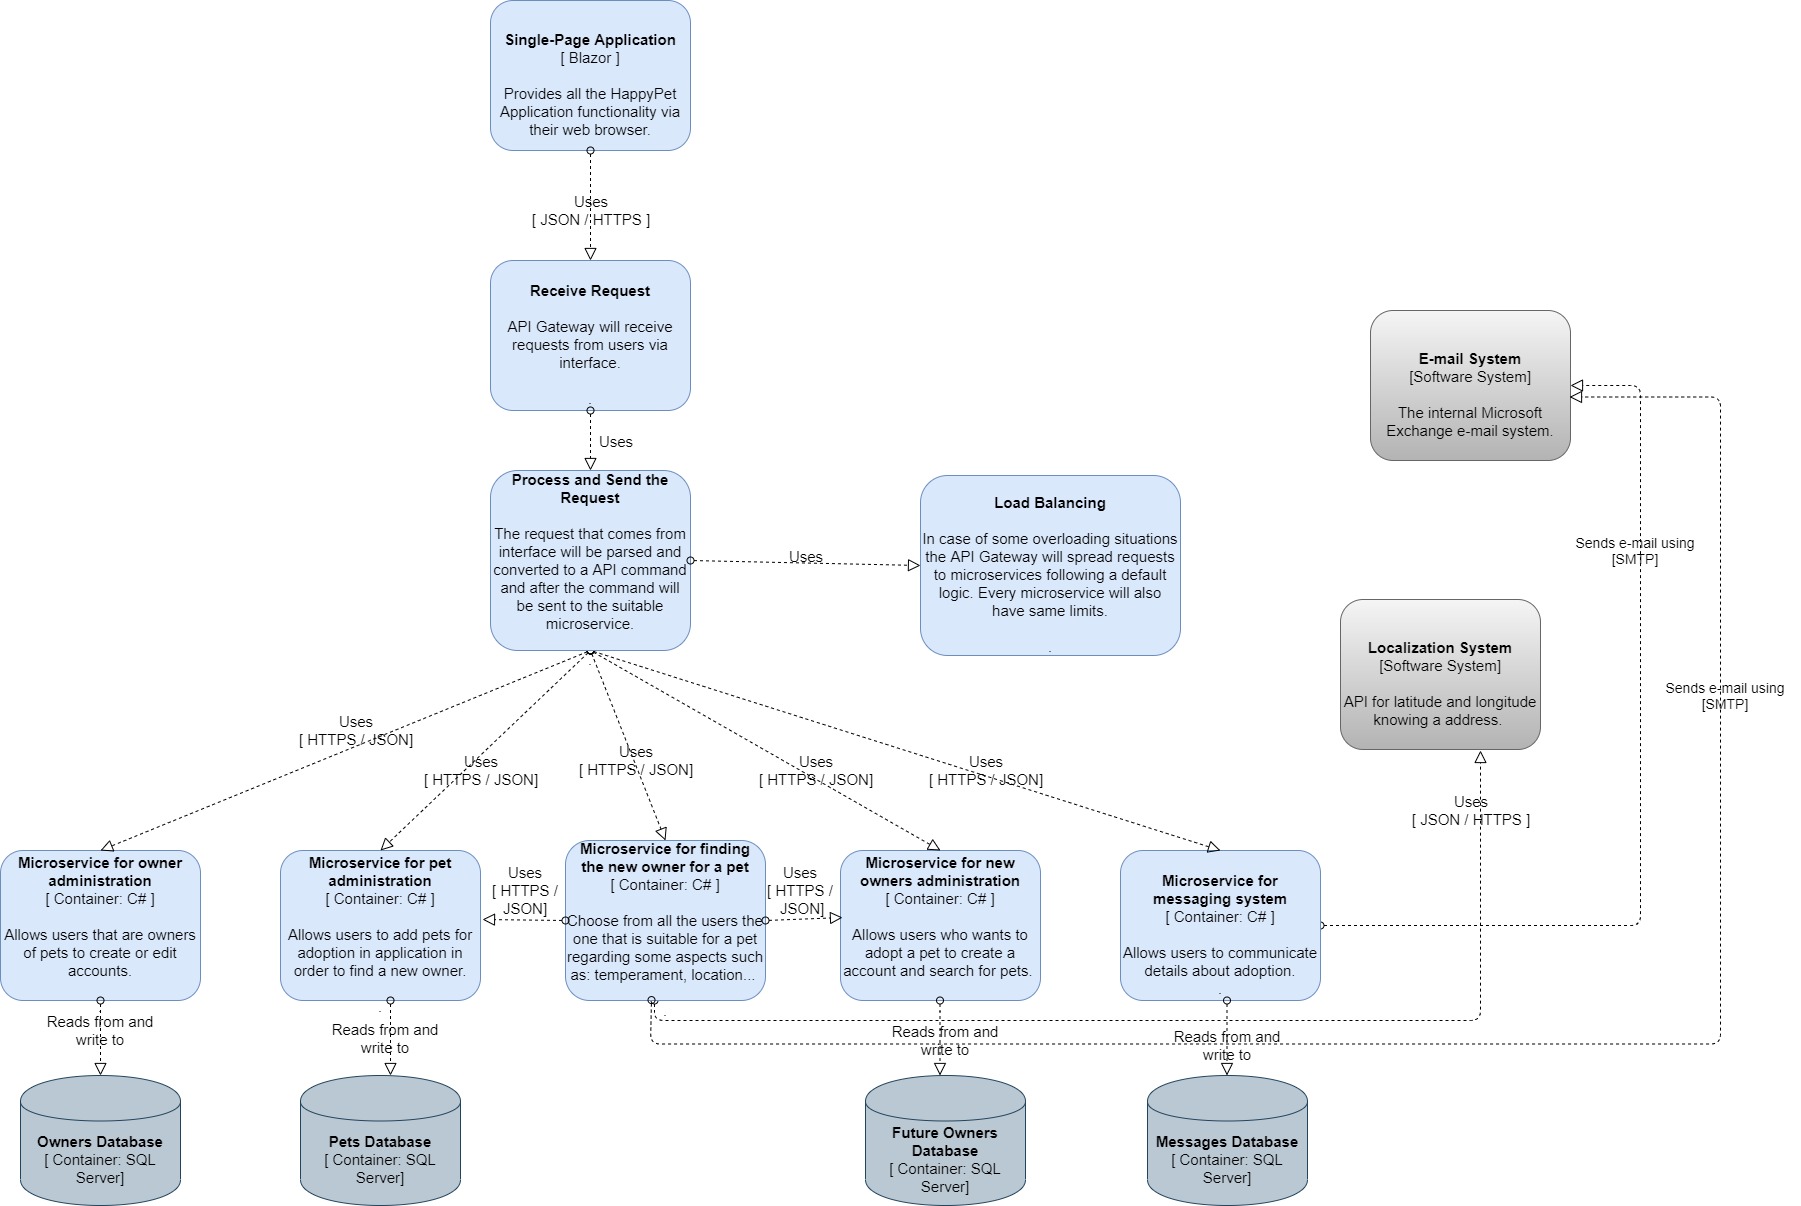 Single-Page Application
[ Blazor ]
Provides all the HappyPet
Application functionality via
their web browser.
Uses
[ JSON / HTTPS ]
Receive Request
API Gateway will receive
requests from users via
interface.
.
Uses
Process and Send the
Request
The request that comes from
interface will be parsed and
converted to a API command
and after the command will
be sent to the suitable
microservice.
.
Uses
Load Balancing
In case of some overloading situations
the API Gateway will spread requests
to microservices following a default
logic. Every microservice will also
have same limits.
.
E-mail System
[Software System]
The internal Microsoft
Exchange e-mail system.
Sends e-mail using
[SMTP]
Localization System
[Software System]
API for latitude and longitude
knowing a address.
Sends e-mail using
[SMTP]
Uses
[ JSON / HTTPS ]
Uses
[ HTTPS / JSON]
Uses
[ HTTPS / JSON]
Uses
[ HTTPS / JSON]
Uses
[ HTTPS / JSON]
Uses
[ HTTPS / JSON]
Microservice for owner
administration
[ Container: C# ]
Allows users that are owners
of pets to create or edit
accounts.
Microservice for pet
administration
[ Container: C# ]
Allows users to add pets for
adoption in application in
order to find a new owner.
.
Uses
[ HTTPS /
JSON]
Microservice for finding
the new owner for a pet
[ Container: C# ]
Choose from all the users the
one that is suitable for a pet
regarding some aspects such
as: temperament, location...
.
Uses
[ HTTPS /
JSON]
Microservice for new
owners administration
[ Container: C# ]
Allows users who wants to
adopt a pet to create a
account and search for pets.
Microservice for
messaging system
[ Container: C# ]
Allows users to communicate
details about adoption.
.
Reads from and
write to
Reads from and
write to
Reads from and
write to
Reads from and
write to
Owners Database
[ Container: SQL
Server]
Pets Database
[ Container: SQL
Server]
Future Owners
Database
[ Container: SQL
Server]
Messages Database
[ Container: SQL
Server]